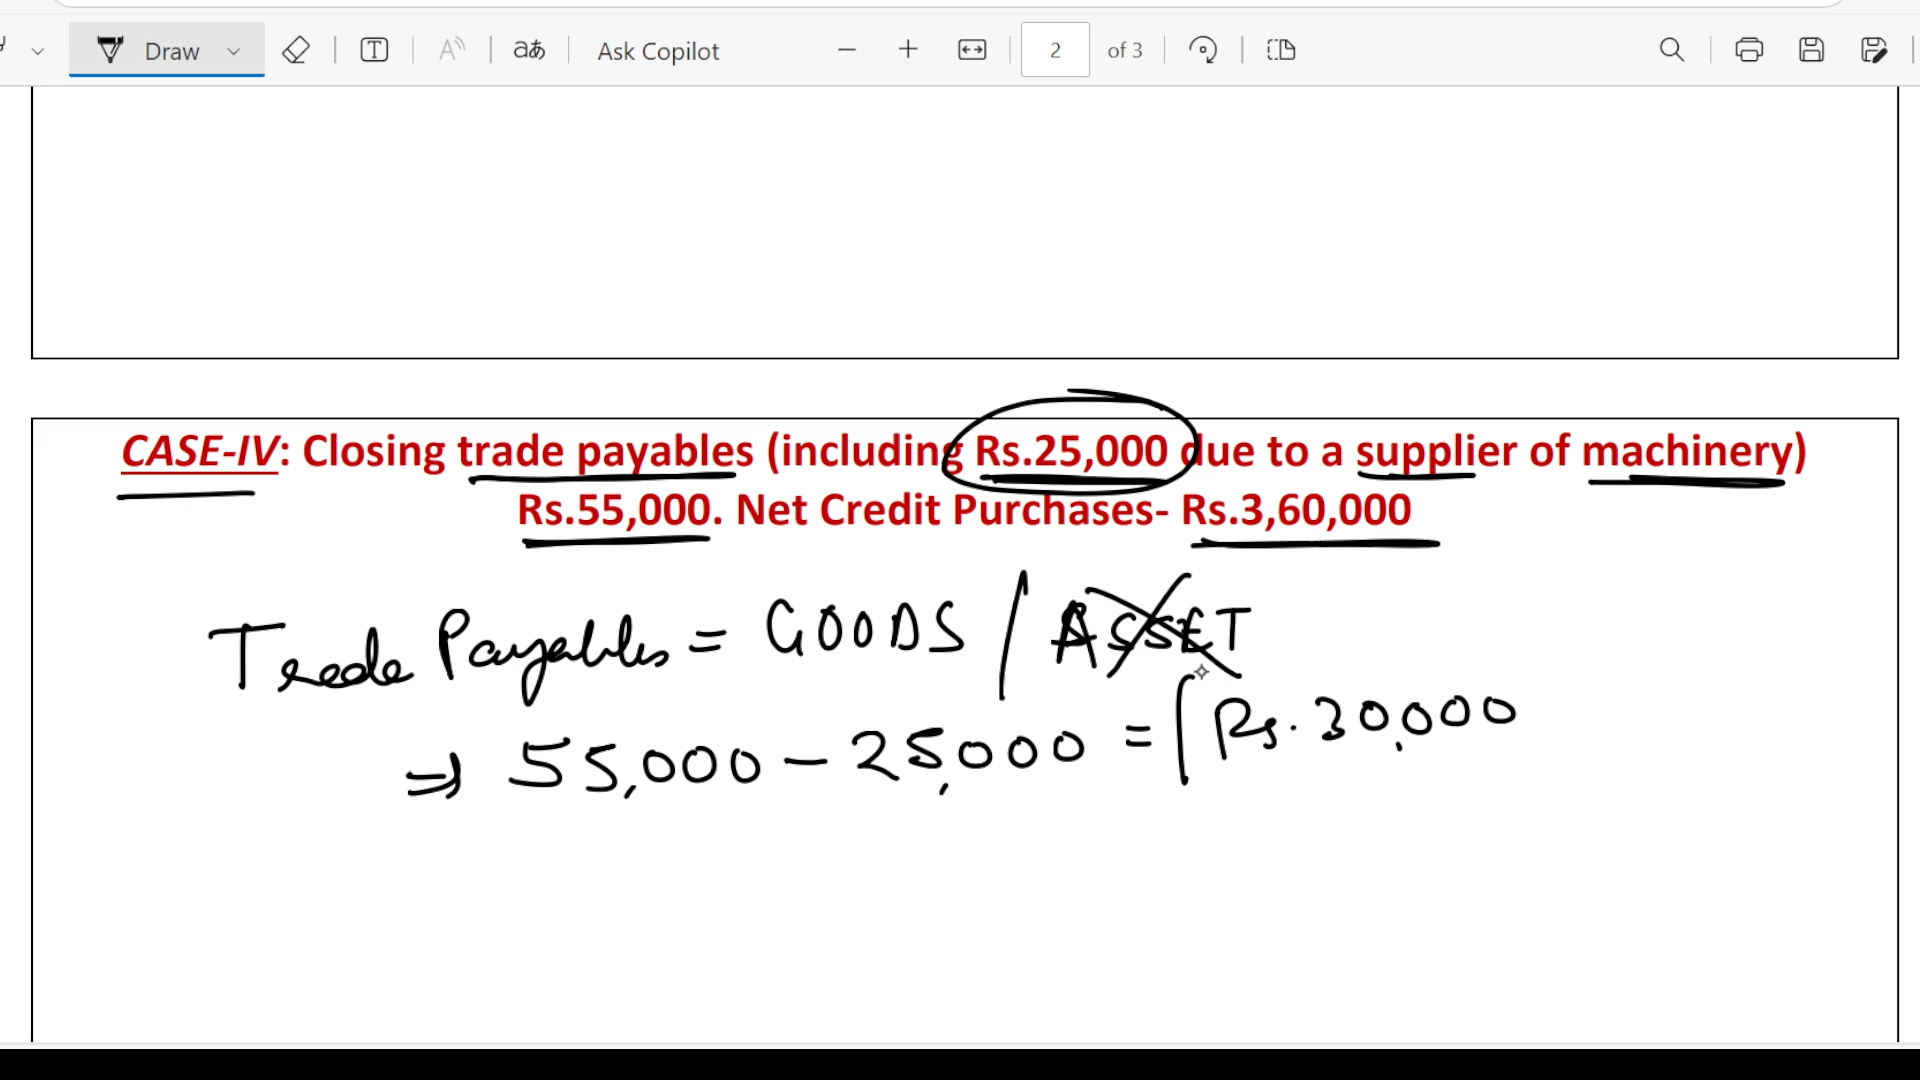 Draw
T
A
aあ
Ask Copilot
2
of 3
CASE-IV: Closing trade payables (including Rs.25,000 due to a supplier of machinery)
Rs.55,000. Net Credit Purchases- Rs.3,60,000
Trade Payables = GOODS / ASSET
⇒ 55,000 – 25,000 = Rs. 30,000